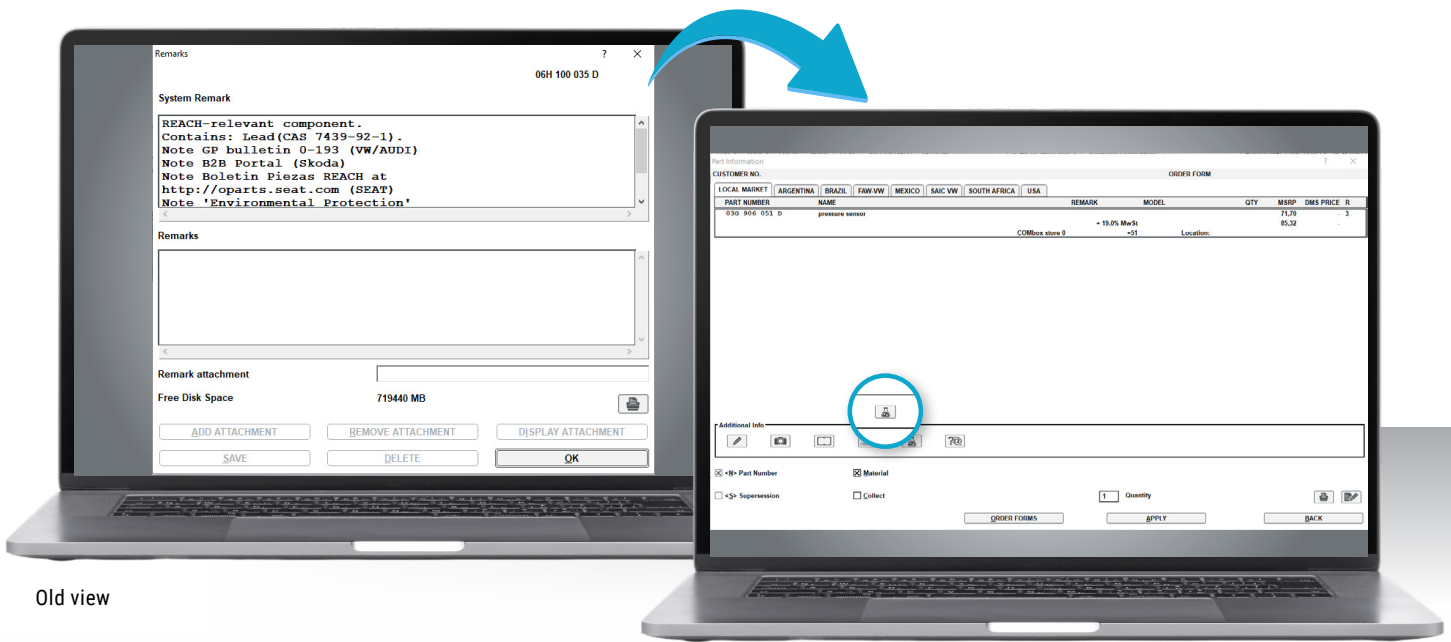 Remarks
06H 100 035 D
System Remark
REACH-relevant component.
Contains: Lead(CAS 7439-92-1).
Note GP bulletin 0-193 (VW/AUDI)
Note B2B Portal (Skoda)
Note Boletin Piezas REACH at
http://oparts.seat.com (SEAT)
Note 'Environmental Protection'
Remarks
Remark attachment
Free Disk Space 719440 MB
ADD ATTACHMENT REMOVE ATTACHMENT DISPLAY ATTACHMENT
SAVE DELETE OK
Old view
Part Information
CUSTOMER NO. ORDER FORM
LOCAL MARKET ARGENTINA BRAZIL FAW-VW MEXICO SAIC VW SOUTH AFRICA USA
PART NUMBER NAME REMARK MODEL QTY MSRP DMS PRICE R
03G 906 051 D pressure sensor 71,70 - 3
+ 19.0% MwSt 85,32 -
COMbox store 0 =51 Location:
Additional Info
<N> Part Number Material
<S> Supersession Collect 1 Quantity
ORDER FORMS APPLY BACK